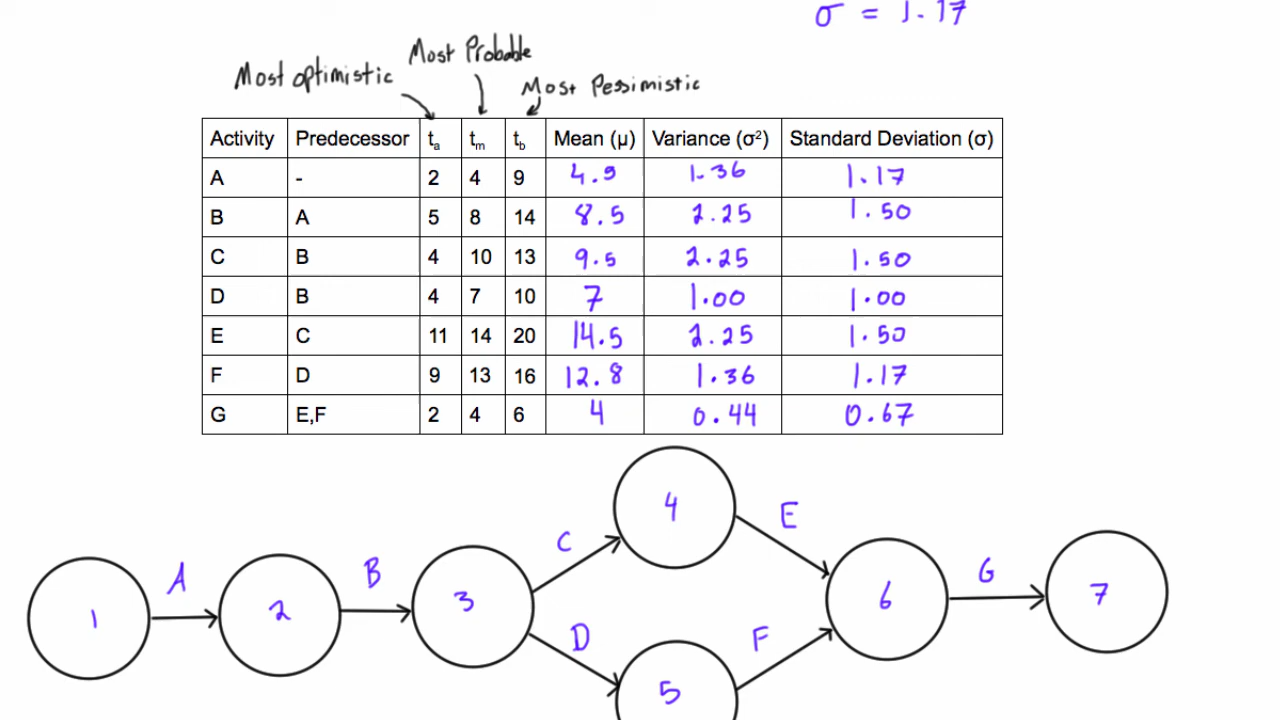 σ = 1.17
Most Probable
Most optimistic
Most Pessimistic
Activity Predecessor ta tm tb Mean (μ) Variance (σ²) Standard Deviation (σ)
A - 2 4 9 4.5 1.36 1.17
B A 5 8 14 8.5 2.25 1.50
C B 4 10 13 9.5 2.25 1.50
D B 4 7 10 7 1.00 1.00
E C 11 14 20 14.5 2.25 1.50
F D 9 13 16 12.8 1.36 1.17
G E,F 2 4 6 4 0.44 0.67
4
C
E
1
A
2
B
3
6
G
7
D
F
5